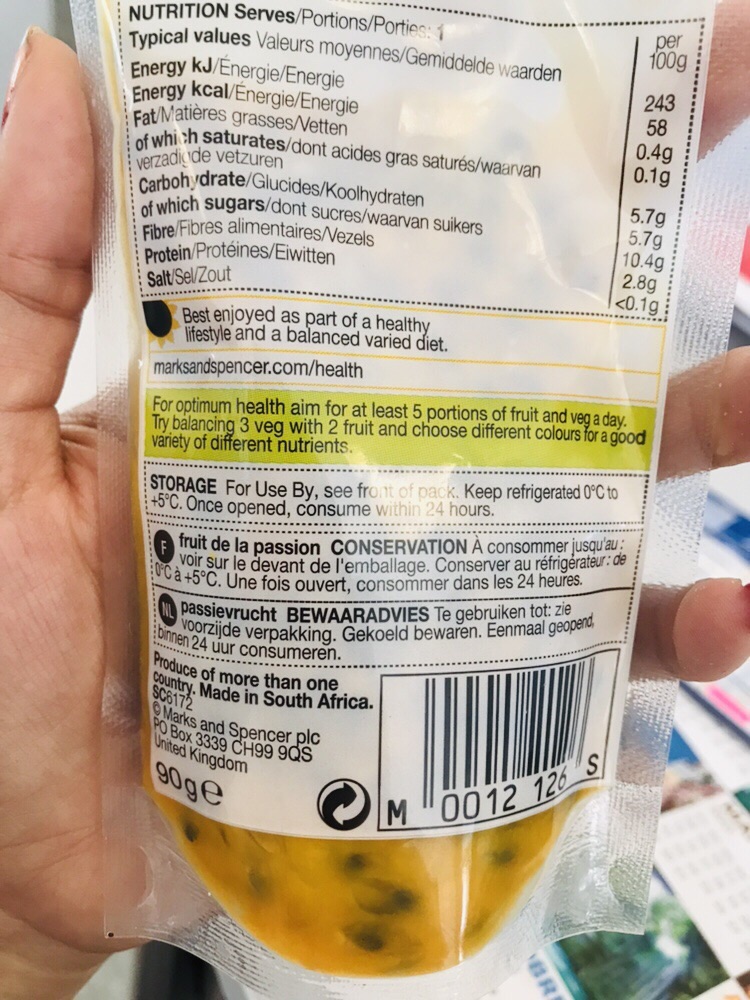 NUTRITION Serves/Portions/Porties: 1
Typical values Valeurs moyennes/Gemiddelde waarden
per
100g
Energy kJ/Énergie/Energie 243
Energy kcal/Énergie/Energie 58
Fat/Matières grasses/Vetten 0.4g
of which saturates/dont acides gras saturés/waarvan 0.1g
verzadigde vetzuren
Carbohydrate/Glucides/Koolhydraten 5.7g
of which sugars/dont sucres/waarvan suikers 5.7g
Fibre/Fibres alimentaires/Vezels 10.4g
Protein/Protéines/Eiwitten 2.8g
Salt/Sel/Zout <0.1g
Best enjoyed as part of a healthy
lifestyle and a balanced varied diet.
marksandspencer.com/health
For optimum health aim for at least 5 portions of fruit and veg a day.
Try balancing 3 veg with 2 fruit and choose different colours for a good
variety of different nutrients.
STORAGE For Use By, see front of pack. Keep refrigerated 0°C to
+5°C. Once opened, consume within 24 hours.
F fruit de la passion CONSERVATION À consommer jusqu'au :
voir sur le devant de l'emballage. Conserver au réfrigérateur : de
0°C à +5°C. Une fois ouvert, consommer dans les 24 heures.
NL passievrucht BEWAARADVIES Te gebruiken tot: zie
voorzijde verpakking. Gekoeld bewaren. Eenmaal geopend,
binnen 24 uur consumeren.
Produce of more than one
country. Made in South Africa.
SC6172
© Marks and Spencer plc
PO Box 3339 CH99 9QS
United Kingdom
90g e
M 0012 126 S